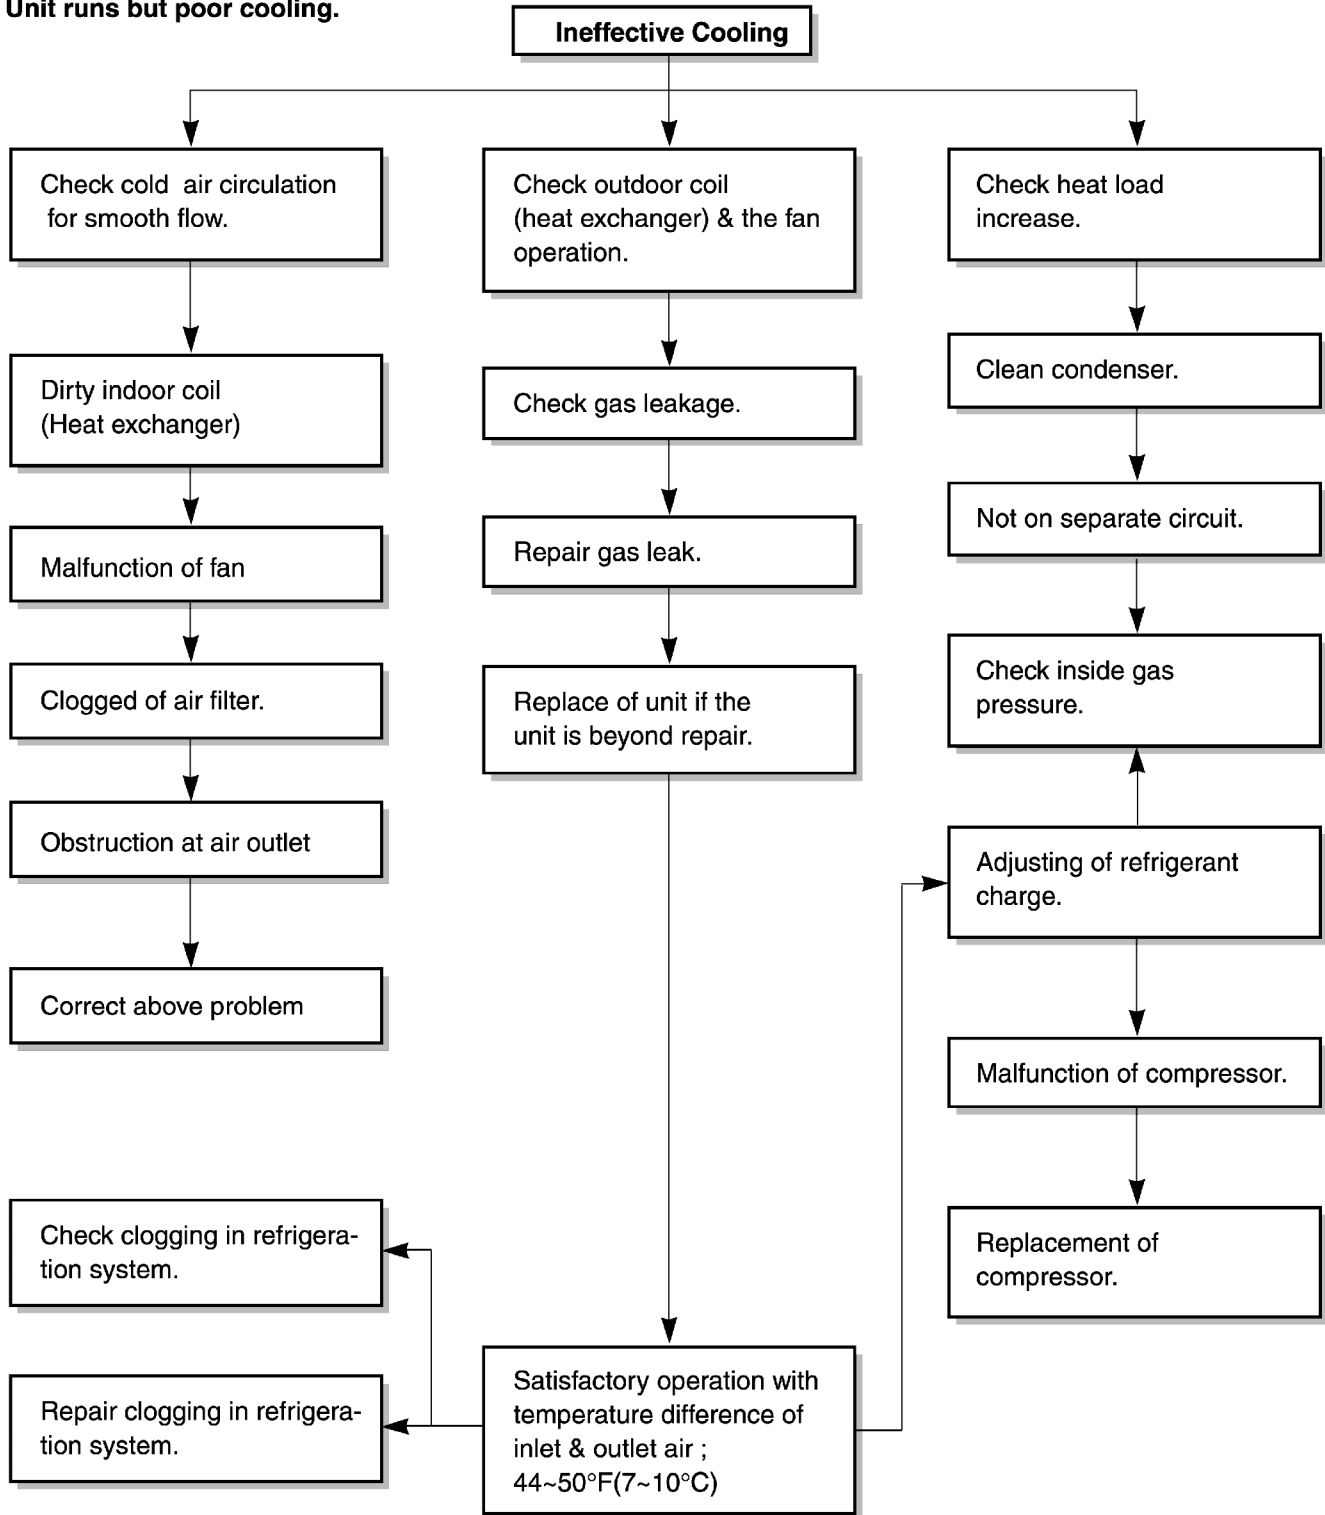 Unit runs but poor cooling.
Ineffective Cooling
Check cold air circulation
for smooth flow.
Dirty indoor coil
(Heat exchanger)
Malfunction of fan
Clogged of air filter.
Obstruction at air outlet
Correct above problem
Check clogging in refrigera-
tion system.
Repair clogging in refrigera-
tion system.
Check outdoor coil
(heat exchanger) & the fan
operation.
Check gas leakage.
Repair gas leak.
Replace of unit if the
unit is beyond repair.
Satisfactory operation with
temperature difference of
inlet & outlet air ;
44~50°F(7~10°C)
Check heat load
increase.
Clean condenser.
Not on separate circuit.
Check inside gas
pressure.
Adjusting of refrigerant
charge.
Malfunction of compressor.
Replacement of
compressor.